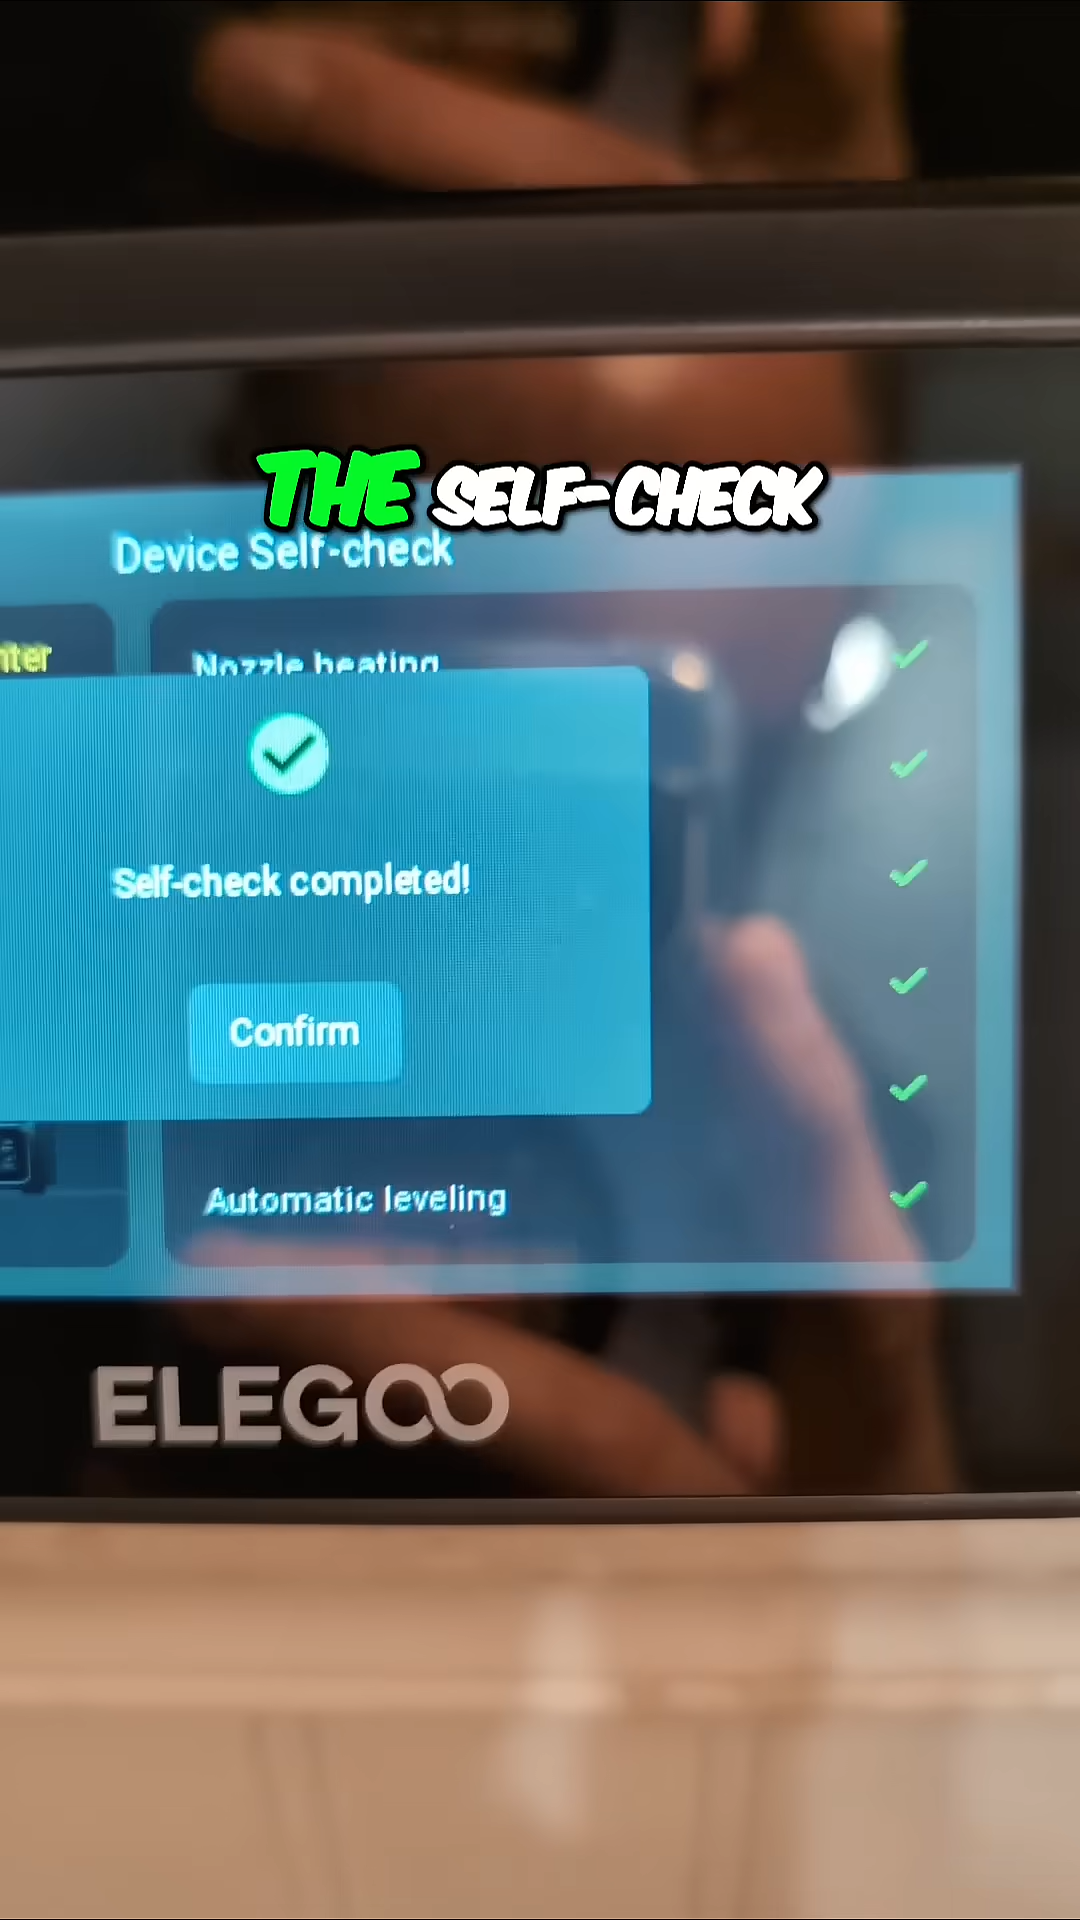 THE SELF-CHECK
Device Self-check
Nozzle heating
Self-check completed!
Confirm
Automatic leveling
ELEGOO